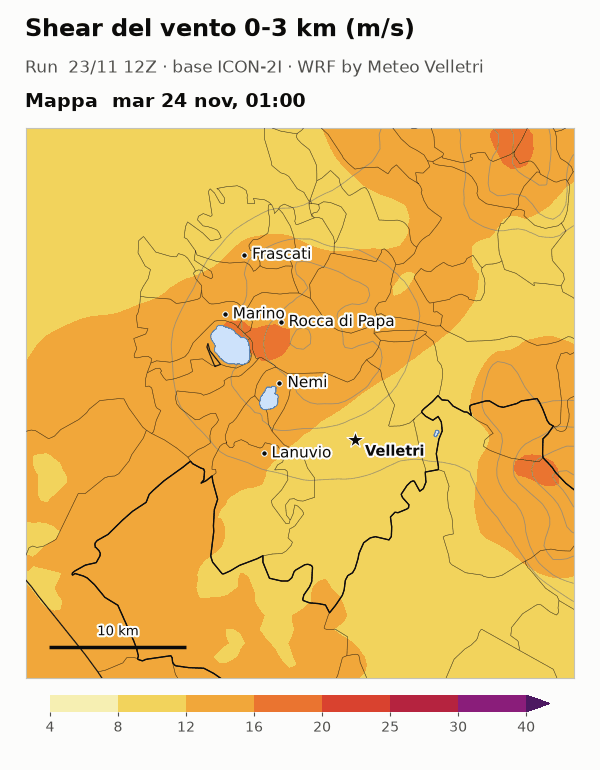 Shear del vento 0-3 km (m/s)
Run  23/11 12Z · base ICON-2I · WRF by Meteo Velletri
Mappa  mar 24 nov, 01:00
Frascati
Marino
Rocca di Papa
Nemi
Velletri
Lanuvio
10 km
4 8 12 16 20 25 30 40